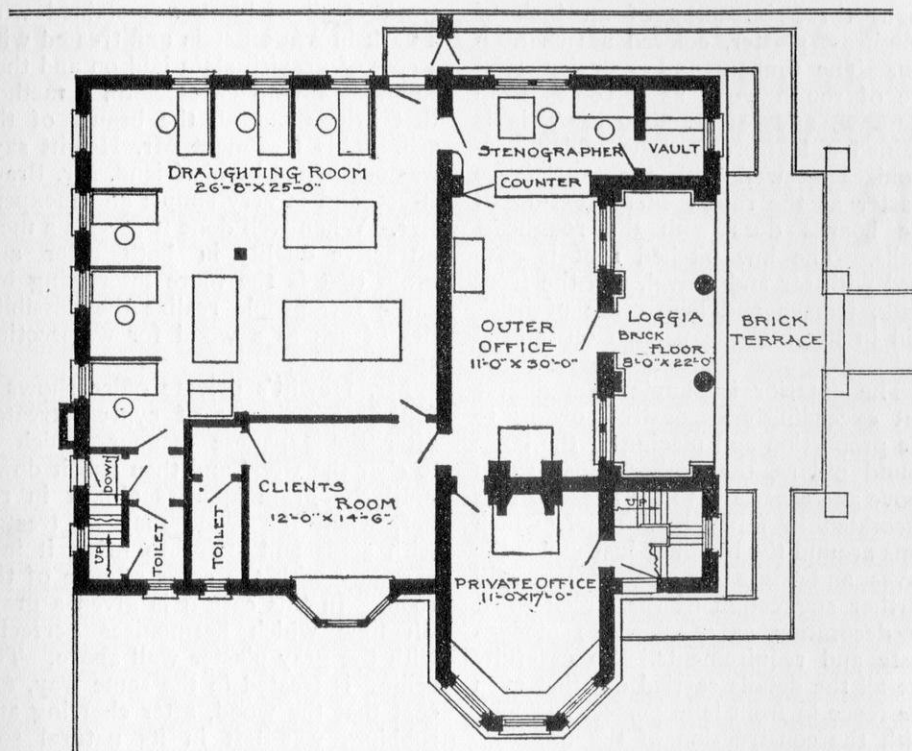 DRAUGHTING ROOM
26'-8" X 25'-0"
STENOGRAPHER
VAULT
COUNTER
OUTER
OFFICE
11'-0" X 30'-0"
LOGGIA
BRICK
FLOOR
8'-0" X 22'-0"
BRICK
TERRACE
CLIENTS
ROOM
12'-0" X 14'-6"
DOWN
UP
TOILET
TOILET
UP
PRIVATE OFFICE
11'-0" X 17'-0"